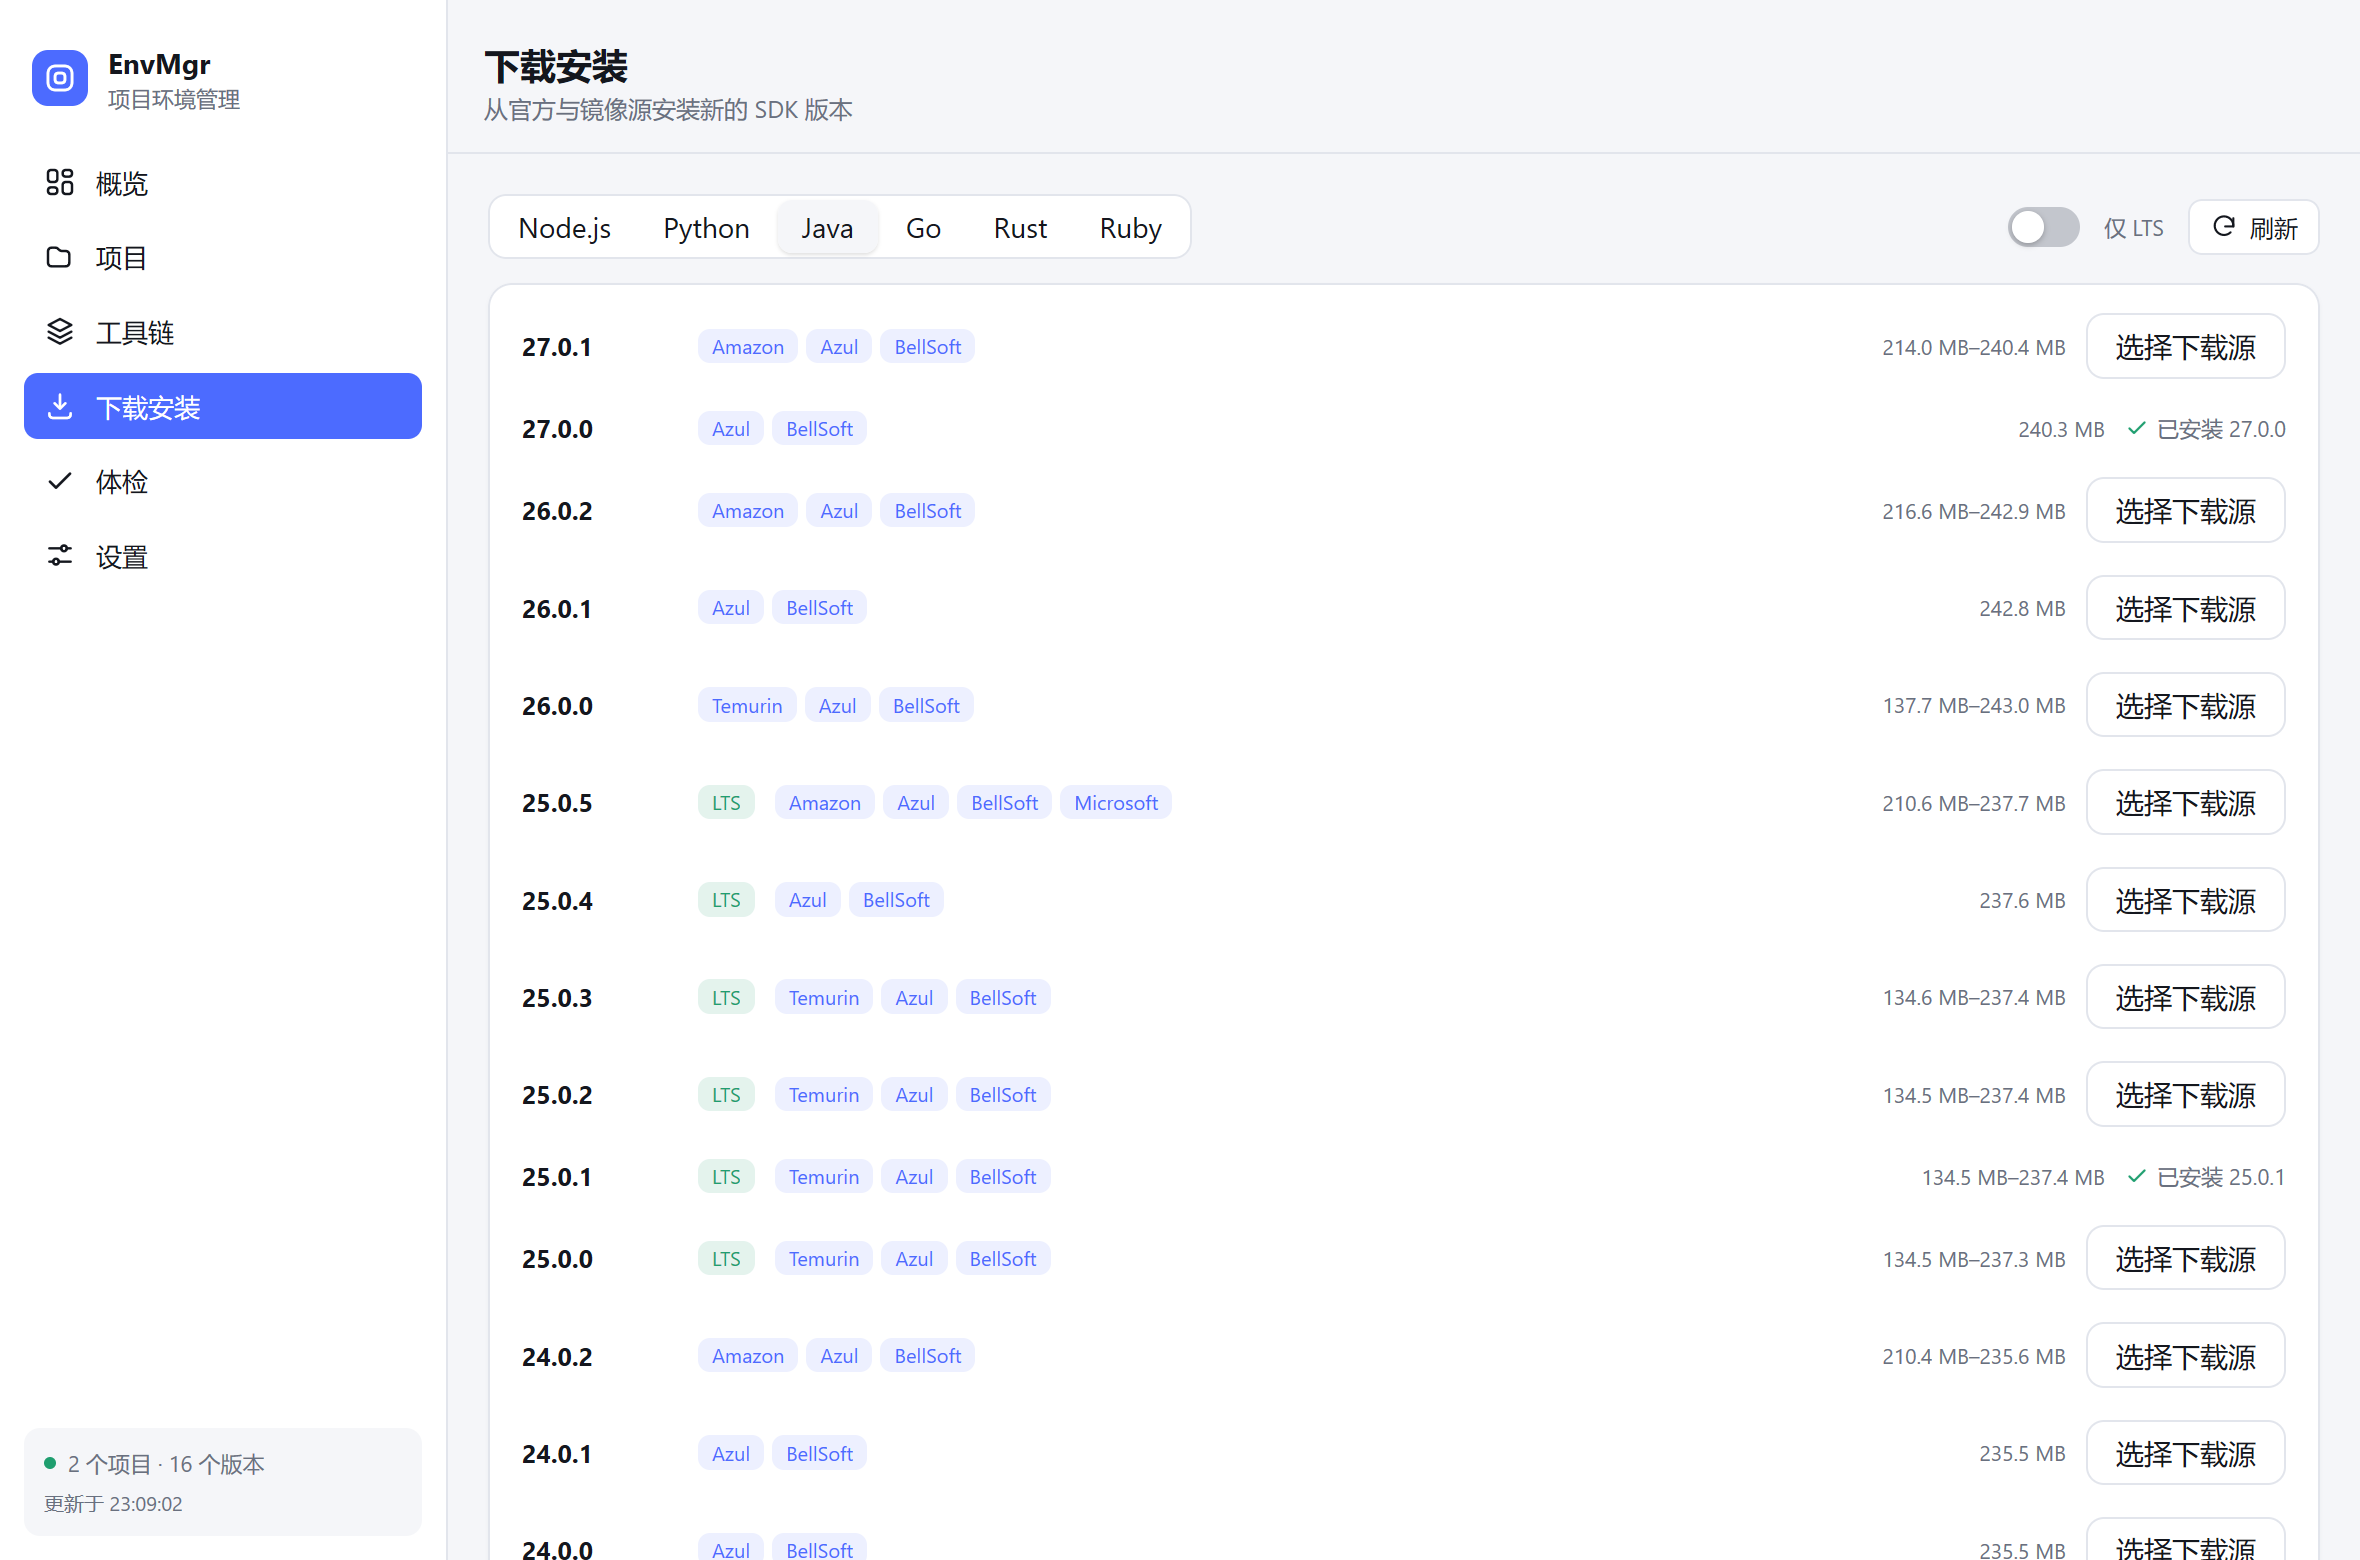 EnvMgr
项目环境管理
概览
项目
工具链
下载安装
体检
设置
2 个项目 · 16 个版本
更新于 23:09:02
下载安装
从官方与镜像源安装新的 SDK 版本
Node.js Python Java Go Rust Ruby 仅 LTS 刷新
27.0.1 Amazon Azul BellSoft 214.0 MB–240.4 MB 选择下载源
27.0.0 Azul BellSoft 240.3 MB 已安装 27.0.0
26.0.2 Amazon Azul BellSoft 216.6 MB–242.9 MB 选择下载源
26.0.1 Azul BellSoft 242.8 MB 选择下载源
26.0.0 Temurin Azul BellSoft 137.7 MB–243.0 MB 选择下载源
25.0.5 LTS Amazon Azul BellSoft Microsoft 210.6 MB–237.7 MB 选择下载源
25.0.4 LTS Azul BellSoft 237.6 MB 选择下载源
25.0.3 LTS Temurin Azul BellSoft 134.6 MB–237.4 MB 选择下载源
25.0.2 LTS Temurin Azul BellSoft 134.5 MB–237.4 MB 选择下载源
25.0.1 LTS Temurin Azul BellSoft 134.5 MB–237.4 MB 已安装 25.0.1
25.0.0 LTS Temurin Azul BellSoft 134.5 MB–237.3 MB 选择下载源
24.0.2 Amazon Azul BellSoft 210.4 MB–235.6 MB 选择下载源
24.0.1 Azul BellSoft 235.5 MB 选择下载源
24.0.0 Azul BellSoft 235.5 MB 选择下载源